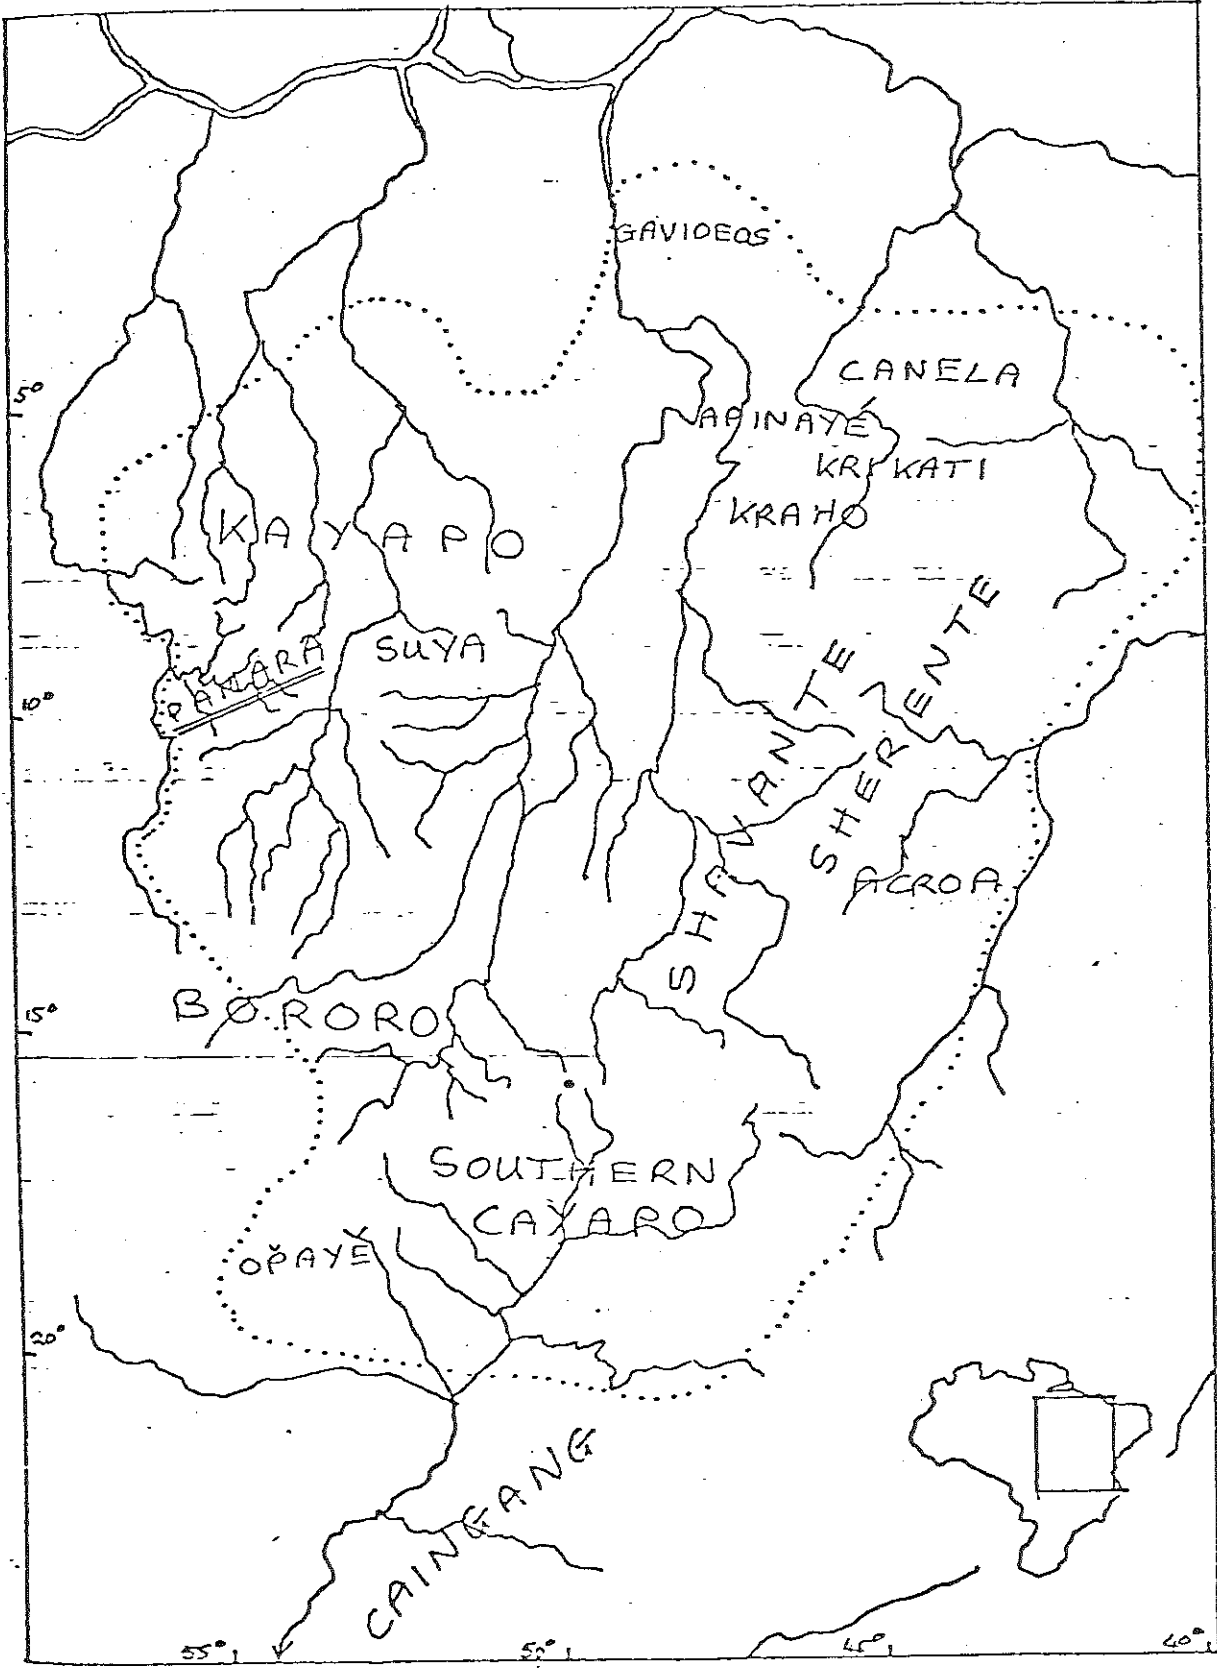 GAVIOEOS
CANELA
5°
APINAYÉ
KRIKATI
KRAHO
KAYAPO
SUYA
PANARA
10°
SHAVANTE
SHERENTE
ACROA
BORORO
15°
SOUTHERN
CAYAPO
OPAYÉ
20°
CAINGANG
55°
50°
45°
40°